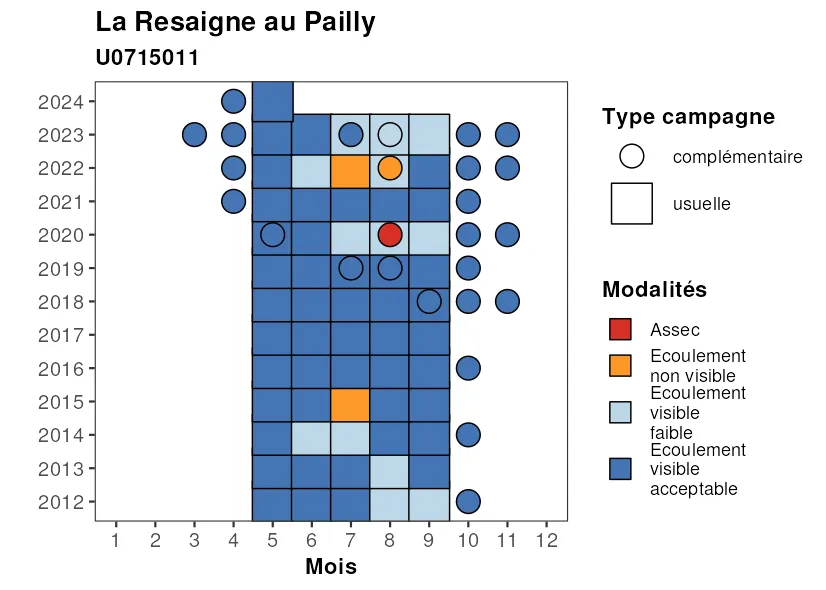 La Resaigne au Pailly
U0715011
2024
2023
2022
2021
2020
2019
2018
2017
2016
2015
2014
2013
2012
1 2 3 4 5 6 7 8 9 10 11 12
Mois
Type campagne
complémentaire
usuelle
Modalités
Assec
Ecoulement
non visible
Ecoulement
visible
faible
Ecoulement
visible
acceptable